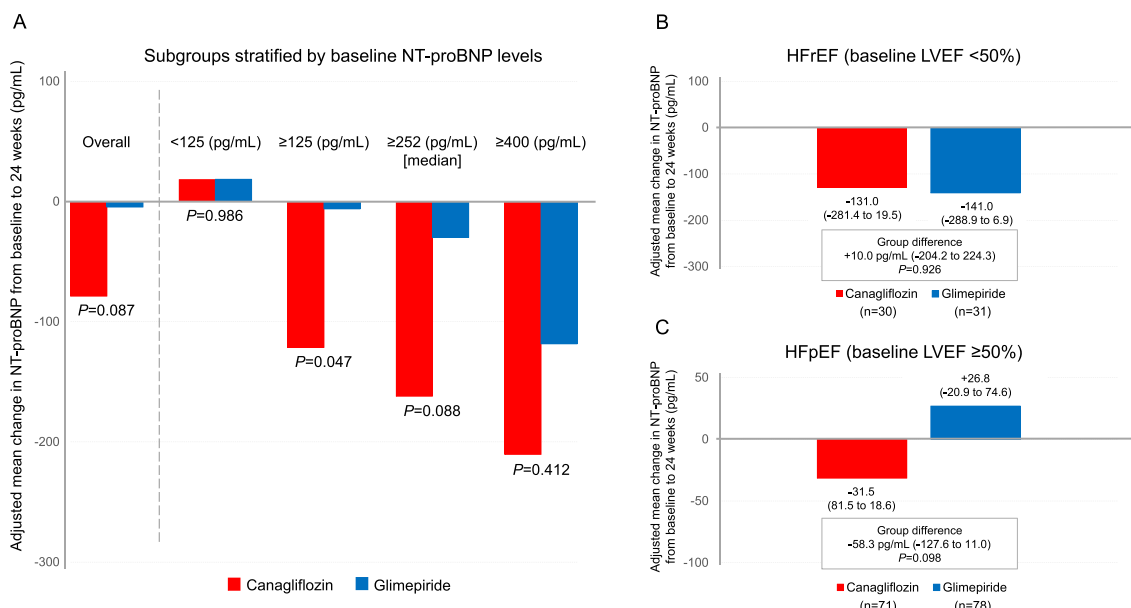 A
Subgroups stratified by baseline NT-proBNP levels
Adjusted mean change in NT-proBNP from baseline to 24 weeks (pg/mL)
100
0
-100
-200
-300
Overall
<125 (pg/mL)
≥125 (pg/mL)
≥252 (pg/mL)
[median]
≥400 (pg/mL)
P=0.087
P=0.986
P=0.047
P=0.088
P=0.412
Canagliflozin
Glimepiride
B
HFrEF (baseline LVEF <50%)
Adjusted mean change in NT-proBNP
from baseline to 24 weeks (pg/mL)
100
0
-100
-200
-300
-131.0
(-281.4 to 19.5)
-141.0
(-288.9 to 6.9)
Group difference
+10.0 pg/mL (-204.2 to 224.3)
P=0.926
Canagliflozin
(n=30)
Glimepiride
(n=31)
C
HFpEF (baseline LVEF ≥50%)
Adjusted mean change in NT-proBNP
from baseline to 24 weeks (pg/mL)
50
0
-50
-100
+26.8
(-20.9 to 74.6)
-31.5
(81.5 to 18.6)
Group difference
-58.3 pg/mL (-127.6 to 11.0)
P=0.098
Canagliflozin
(n=71)
Glimepiride
(n=78)